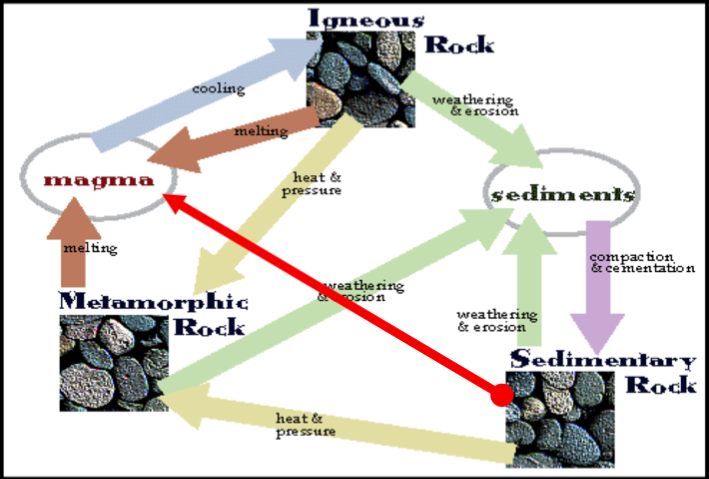 Igneous
Rock
cooling
weathering
& erosion
melting
heat &
pressure
magma
sediments
melting
compaction
& cementation
weathering
& erosion
Metamorphic
Rock
weathering
& erosion
Sedimentary
Rock
heat &
pressure